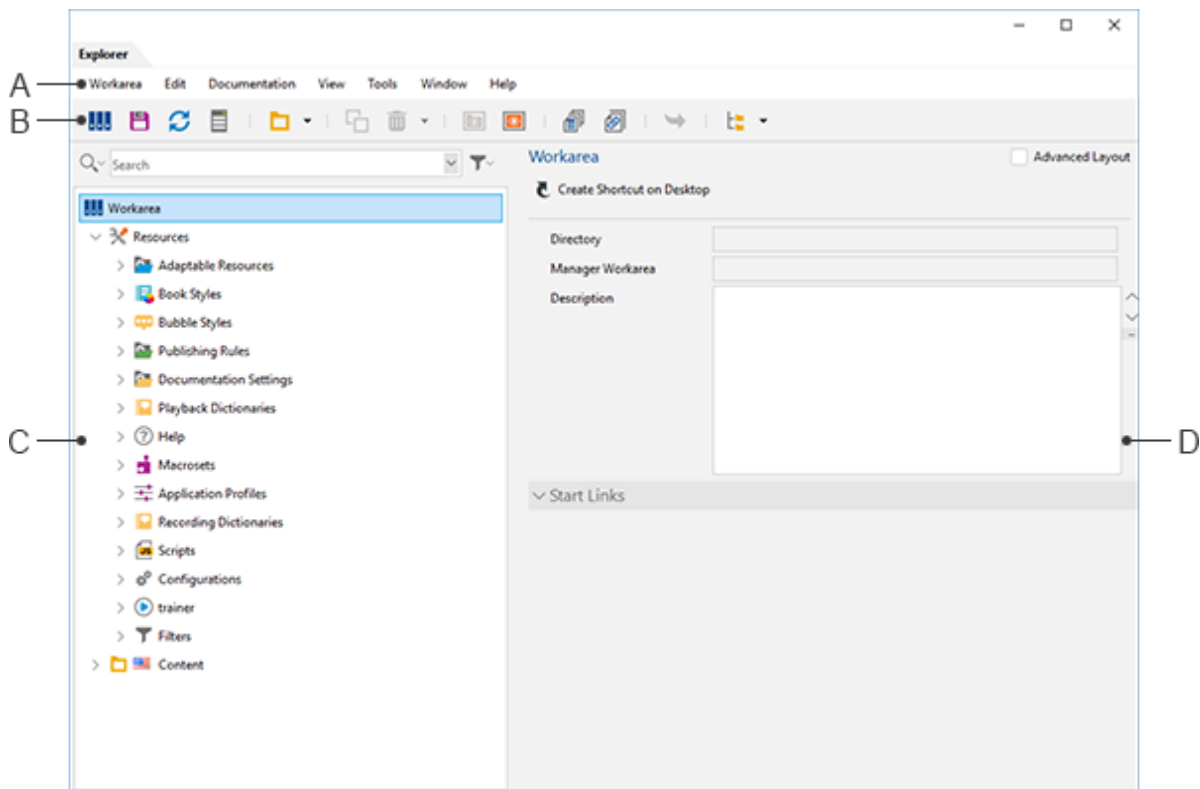 Explorer
A Workarea Edit Documentation View Tools Window Help
B
Search
Workarea
Advanced Layout
Create Shortcut on Desktop
Workarea
Resources
Directory
Adaptable Resources
Manager Workarea
Book Styles
Description
Bubble Styles
Publishing Rules
Documentation Settings
Playback Dictionaries
C
Help
D
Macrosets
Application Profiles
Start Links
Recording Dictionaries
Scripts
Configurations
trainer
Filters
Content